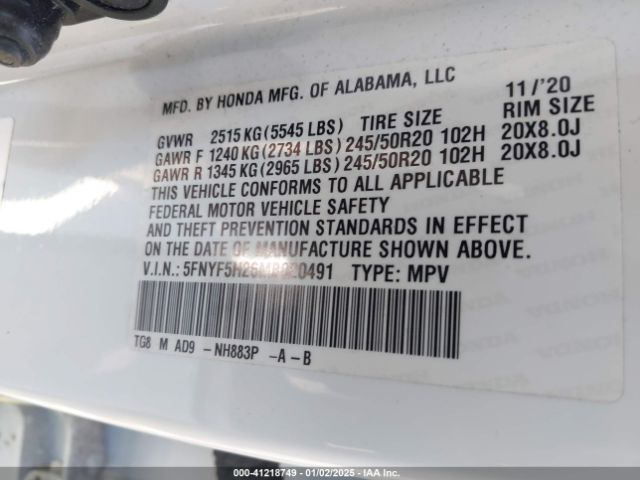 MFD. BY HONDA MFG. OF ALABAMA, LLC 11/'20
GVWR 2515 KG (5545 LBS) TIRE SIZE RIM SIZE
GAWR F 1240 KG (2734 LBS) 245/50R20 102H 20X8.0J
GAWR R 1345 KG (2965 LBS) 245/50R20 102H 20X8.0J
THIS VEHICLE CONFORMS TO ALL APPLICABLE
FEDERAL MOTOR VEHICLE SAFETY
AND THEFT PREVENTION STANDARDS IN EFFECT
ON THE DATE OF MANUFACTURE SHOWN ABOVE.
V.I.N.: TYPE: MPV
TG8 M AD9 -NH883P -A-B
©COPART - 41218749 - 01/02/2025 - IAA, LLC